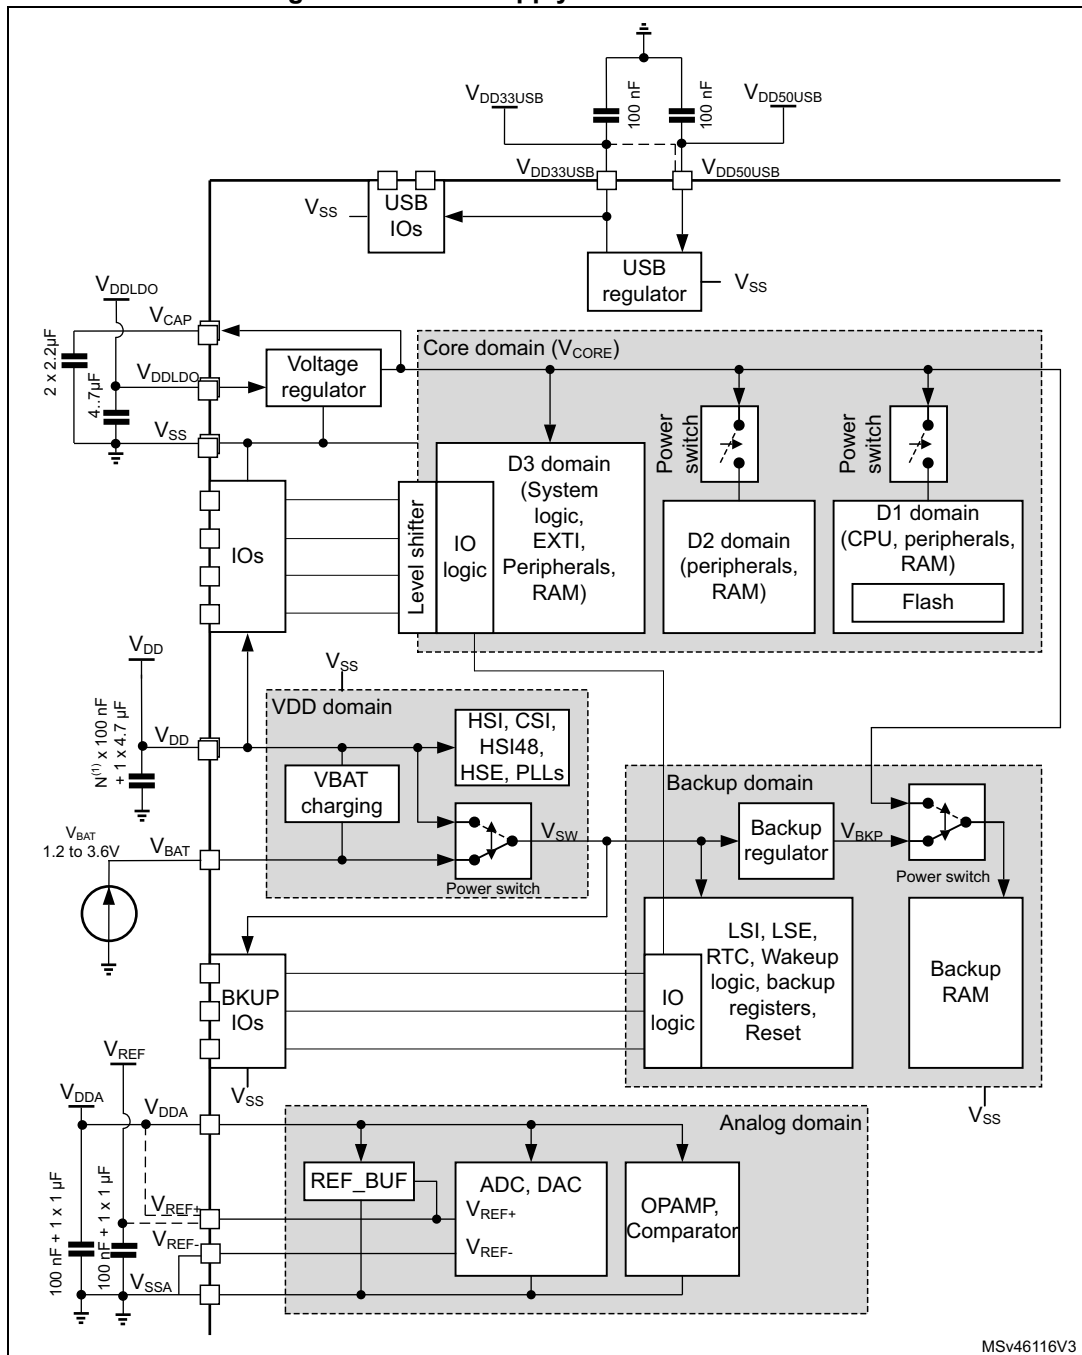 VDD33USB
100 nF
100 nF
VDD50USB
VDD33USB
VDD50USB
VSS
USB
IOs
USB
regulator
VSS
VDDLDO
VCAP
2 x 2.2µF
VDDLDO
4..7µF
VSS
Voltage
regulator
Core domain (VCORE)
Power
switch
Power
switch
D3 domain
(System
logic,
EXTI,
Peripherals,
RAM)
IO
logic
Level shifter
IOs
D2 domain
(peripherals,
RAM)
D1 domain
(CPU, peripherals,
RAM)
Flash
VDD
VSS
VDD domain
VDD
N(1) x 100 nF
+ 1 x 4.7 µF
HSI, CSI,
HSI48,
HSE, PLLs
VBAT
charging
VBAT
1.2 to 3.6V
VBAT
VSW
Power switch
Backup domain
Backup
regulator
VBKP
Power switch
LSI, LSE,
RTC, Wakeup
logic, backup
registers,
Reset
IO
logic
Backup
RAM
BKUP
IOs
VSS
VSS
VREF
VDDA
VDDA
100 nF + 1 x 1 µF
100 nF + 1 x 1 µF
VREF+
VREF-
VSSA
Analog domain
REF_BUF
ADC, DAC
VREF+
VREF-
OPAMP,
Comparator
MSv46116V3